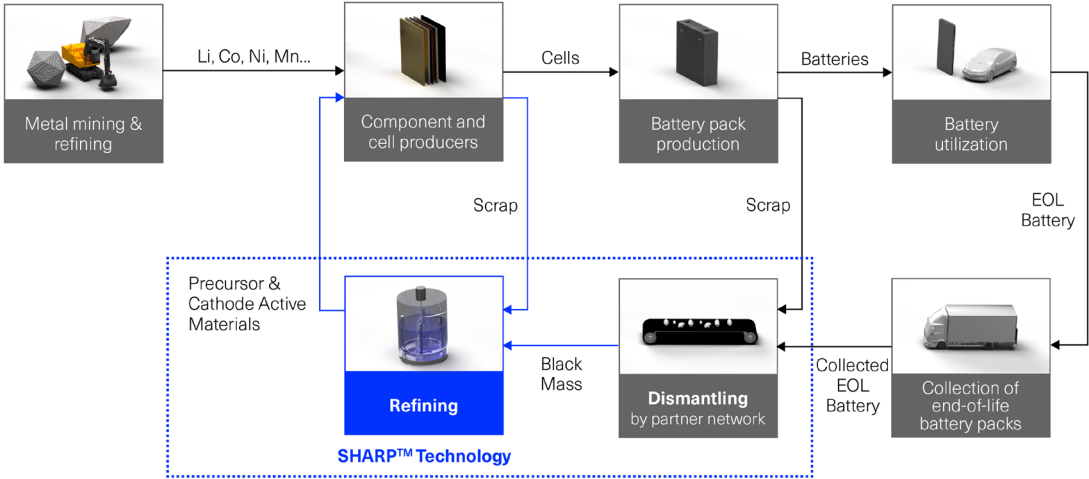 Li, Co, Ni, Mn...
Cells
Batteries
Metal mining &
refining
Component and
cell producers
Battery pack
production
Battery
utilization
Scrap
Scrap
EOL
Battery
Precursor &
Cathode Active
Materials
Black
Mass
Collected
EOL
Battery
Refining
Dismantling
by partner network
Collection of
end-of-life
battery packs
SHARP™ Technology